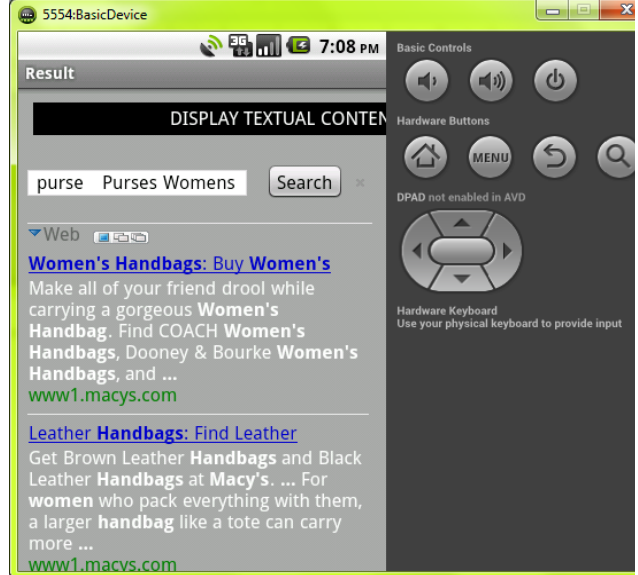 5554:BasicDevice
3G
7:08 PM
Result
DISPLAY TEXTUAL CONTEN
purse Purses Womens
Search
Web
Women's Handbags: Buy Women's
Make all of your friend drool while
carrying a gorgeous Women's
Handbag. Find COACH Women's
Handbags, Dooney & Bourke Women's
Handbags, and ...
www1.macys.com
Leather Handbags: Find Leather
Get Brown Leather Handbags and Black
Leather Handbags at Macy's. ... For
women who pack everything with them,
a larger handbag like a tote can carry
more ...
www1.macys.com
Basic Controls
Hardware Buttons
MENU
DPAD not enabled in AVD
Hardware Keyboard
Use your physical keyboard to provide input